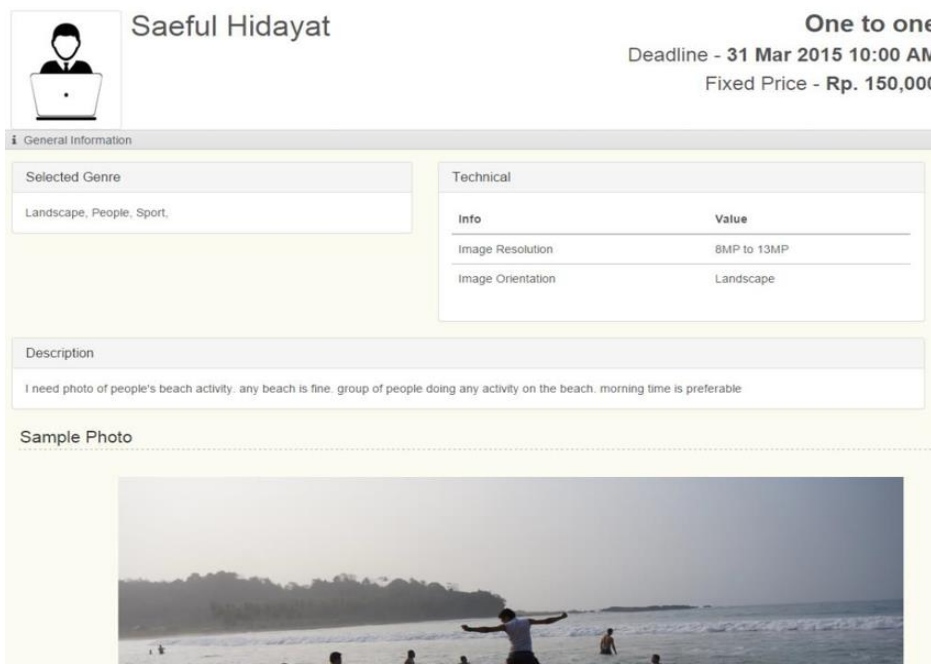 Saeful Hidayat
One to one
Deadline - 31 Mar 2015 10:00 AM
Fixed Price - Rp. 150,000
General Information
Selected Genre
Landscape, People, Sport,
Technical
Info Value
Image Resolution 8MP to 13MP
Image Orientation Landscape
Description
I need photo of people's beach activity. any beach is fine. group of people doing any activity on the beach. morning time is preferable
Sample Photo